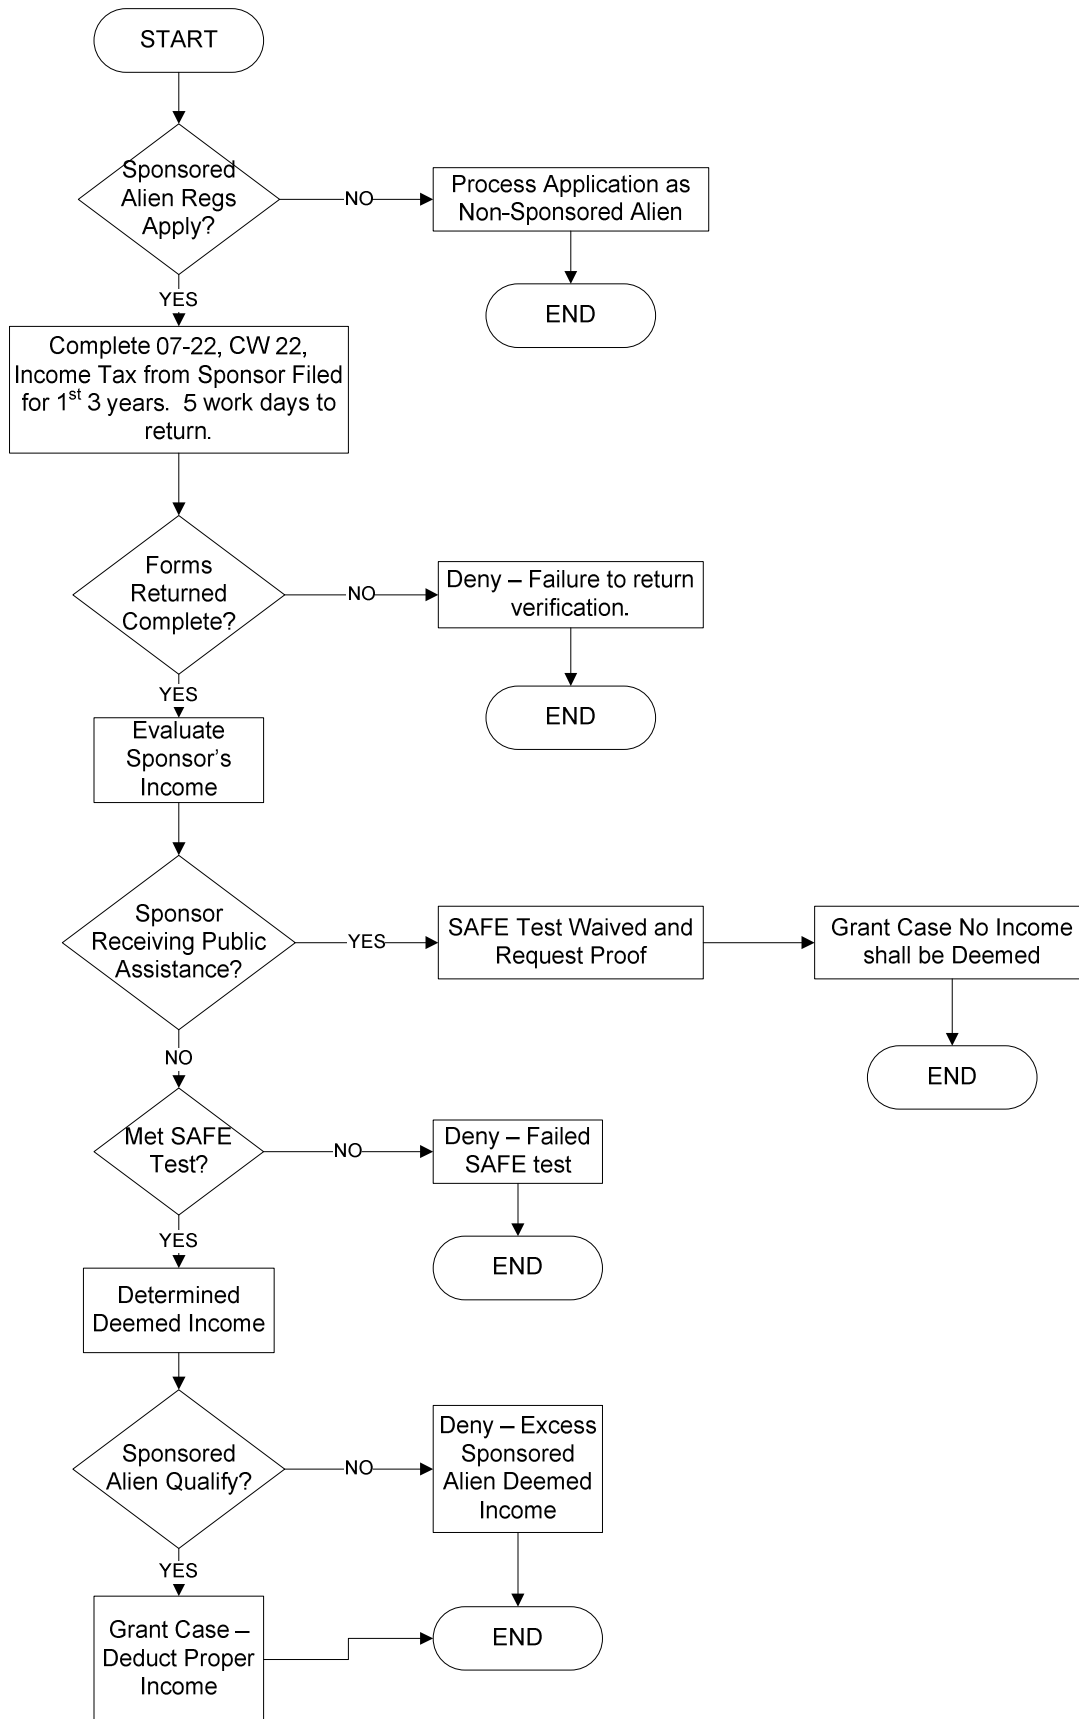 START
Sponsored
Alien Regs
Apply?
NO
Process Application as
Non-Sponsored Alien
END
YES
Complete 07-22, CW 22,
Income Tax from Sponsor Filed
for 1st 3 years. 5 work days to
return.
Forms
Returned
Complete?
NO
Deny – Failure to return
verification.
END
YES
Evaluate
Sponsor’s
Income
Sponsor
Receiving Public
Assistance?
YES
SAFE Test Waived and
Request Proof
Grant Case No Income
shall be Deemed
END
NO
Met SAFE
Test?
NO
Deny – Failed
SAFE test
END
YES
Determined
Deemed Income
Sponsored
Alien Qualify?
NO
Deny – Excess
Sponsored
Alien Deemed
Income
YES
Grant Case –
Deduct Proper
Income
END